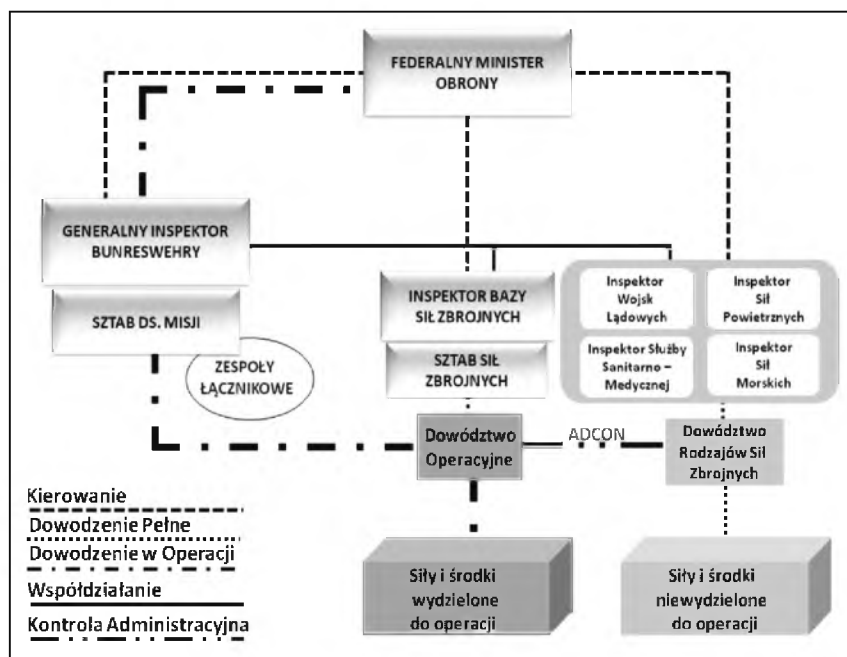 FEDERALNY MINISTER
OBRONY
GENERALNY INSPEKTOR
BUNRESWEHRY
SZTAB DS. MISJI
ZESPOŁY
ŁĄCZNIKOWE
INSPEKTOR BAZY
SIŁ ZBROJNYCH
SZTAB SIŁ
ZBROJNYCH
Inspektor
Wojsk
Lądowych
Inspektor
Sił
Powietrznych
Inspektor Służby
Sanitarno –
Medycznej
Inspektor
Sił
Morskich
Dowództwo
Operacyjne
ADCON
Dowództwo
Rodzajów Sił
Zbrojnych
Kierowanie
Dowodzenie Pełne
Dowodzenie w Operacji
Współdziałanie
Kontrola Administracyjna
Siły i środki
wydzielone
do operacji
Siły i środki
niewydzielone
do operacji